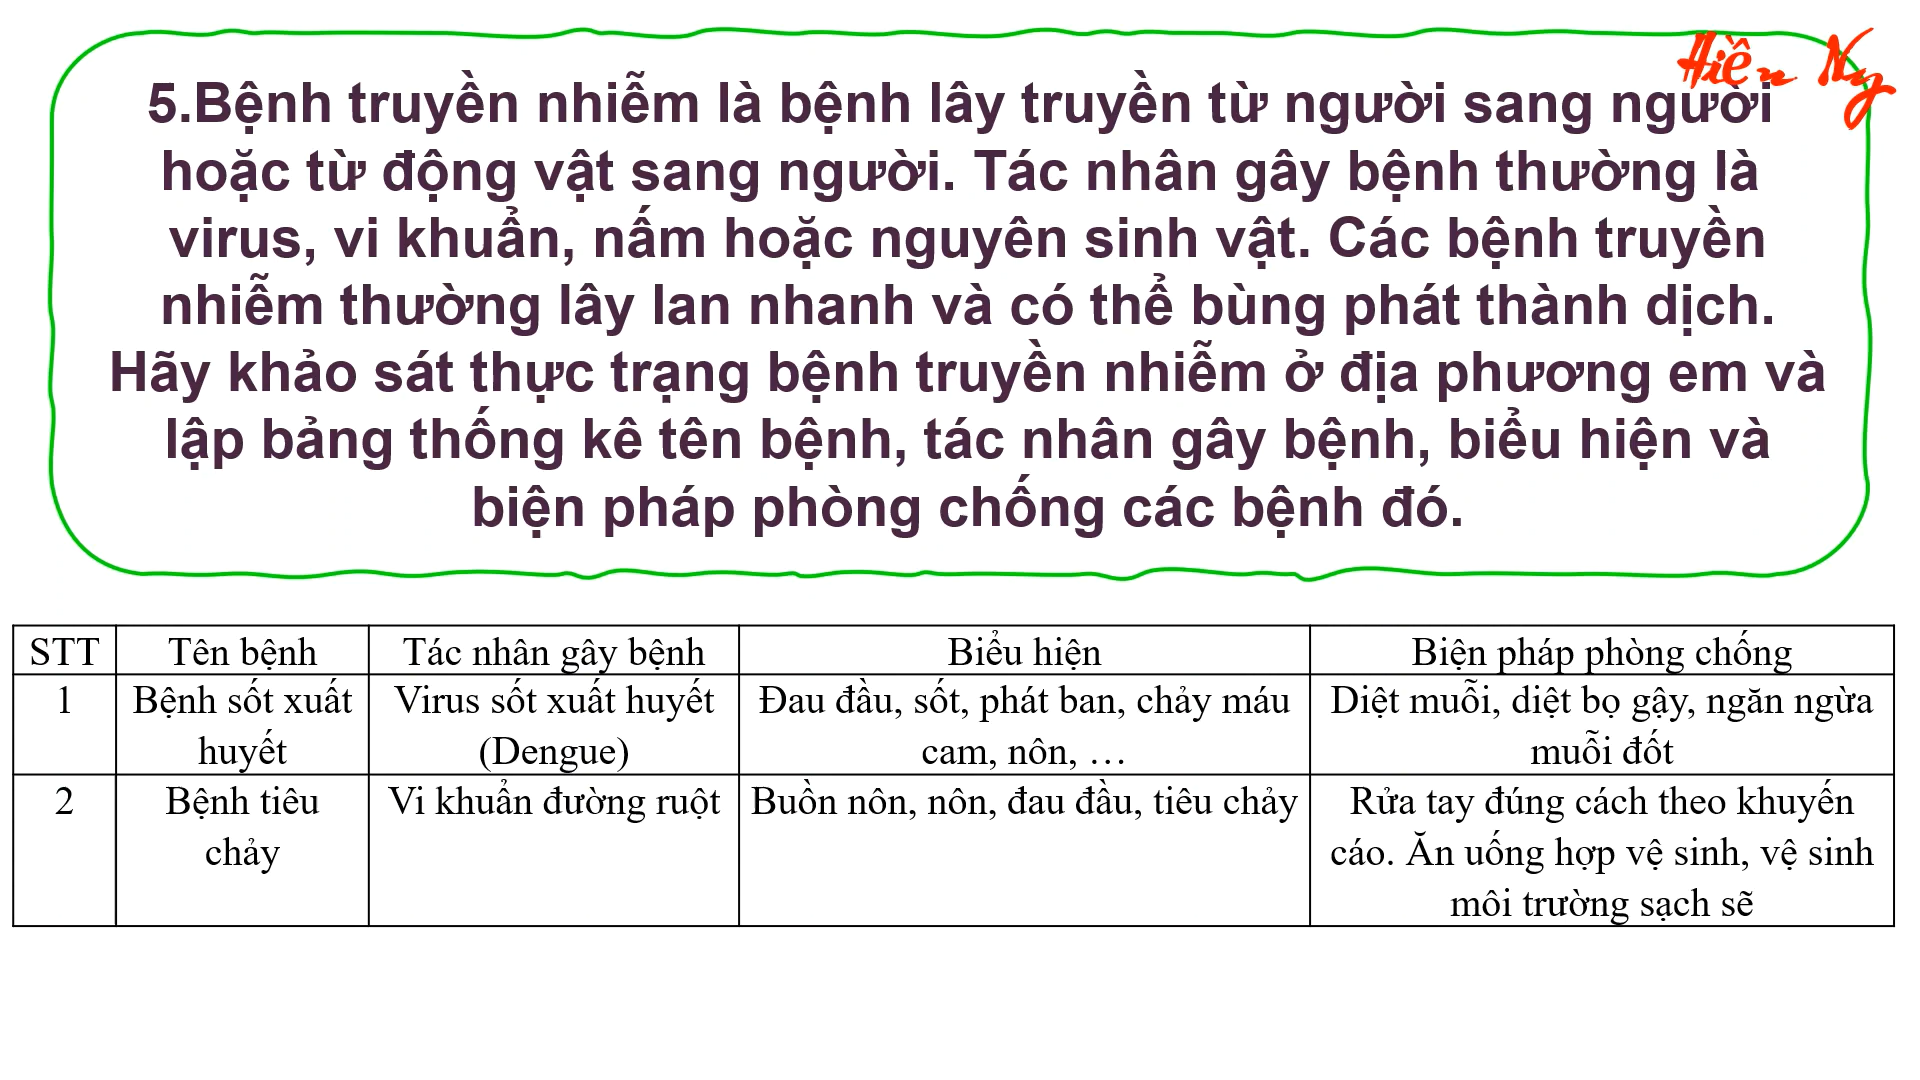 Hiền Ny
5.Bệnh truyền nhiễm là bệnh lây truyền từ người sang người
hoặc từ động vật sang người. Tác nhân gây bệnh thường là
virus, vi khuẩn, nấm hoặc nguyên sinh vật. Các bệnh truyền
nhiễm thường lây lan nhanh và có thể bùng phát thành dịch.
Hãy khảo sát thực trạng bệnh truyền nhiễm ở địa phương em và
lập bảng thống kê tên bệnh, tác nhân gây bệnh, biểu hiện và
biện pháp phòng chống các bệnh đó.
STT Tên bệnh Tác nhân gây bệnh Biểu hiện Biện pháp phòng chống
1 Bệnh sốt xuất Virus sốt xuất huyết Đau đầu, sốt, phát ban, chảy máu Diệt muỗi, diệt bọ gậy, ngăn ngừa
huyết (Dengue) cam, nôn, … muỗi đốt
2 Bệnh tiêu Vi khuẩn đường ruột Buồn nôn, nôn, đau đầu, tiêu chảy Rửa tay đúng cách theo khuyến
chảy cáo. Ăn uống hợp vệ sinh, vệ sinh
môi trường sạch sẽ